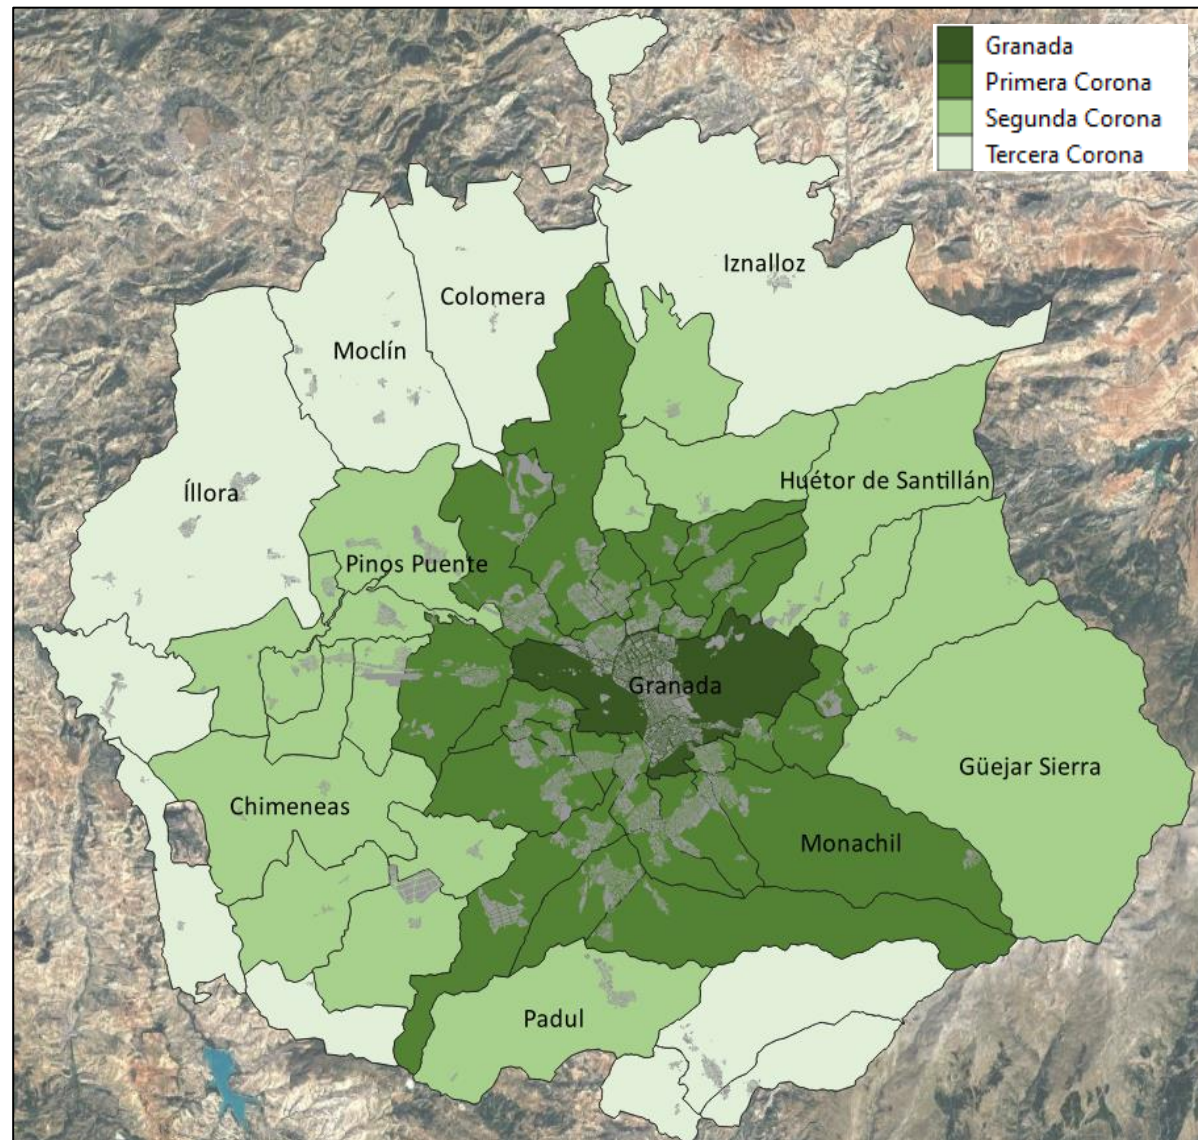 Granada
Primera Corona
Segunda Corona
Tercera Corona
Iznalloz
Colomera
Moclín
Íllora
Huétor de Santillán
Pinos Puente
Granada
Güejar Sierra
Chimeneas
Monachil
Padul